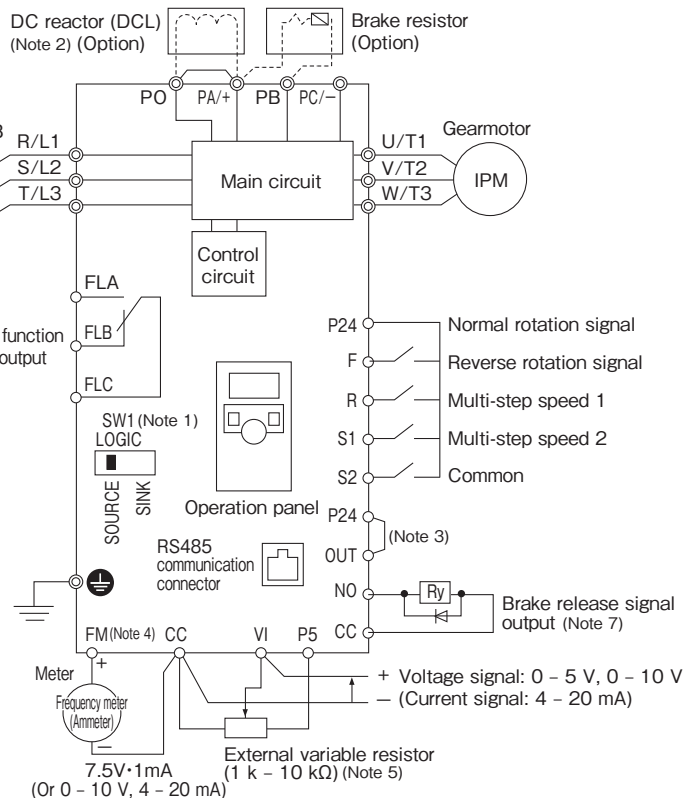 DC reactor (DCL)
(Note 2) (Option)
Brake resistor
(Option)
PO PA/+ PB PC/−
R/L1
S/L2
T/L3
Main circuit
U/T1
V/T2
W/T3
Gearmotor
IPM
Control
circuit
FLA
FLB
FLC
function
output
SW1 (Note 1)
LOGIC
SOURCE
SINK
Operation panel
RS485
communication
connector
P24
F
R
S1
S2
P24
OUT
NO
CC
Normal rotation signal
Reverse rotation signal
Multi-step speed 1
Multi-step speed 2
Common
(Note 3)
Ry
Brake release signal
output (Note 7)
FM (Note 4) CC VI P5
Meter
+
Frequency meter
(Ammeter)
−
7.5V・1mA
(Or 0 – 10 V, 4 – 20 mA)
+ Voltage signal: 0 – 5 V, 0 – 10 V
− (Current signal: 4 – 20 mA)
External variable resistor
(1 k – 10 kΩ) (Note 5)